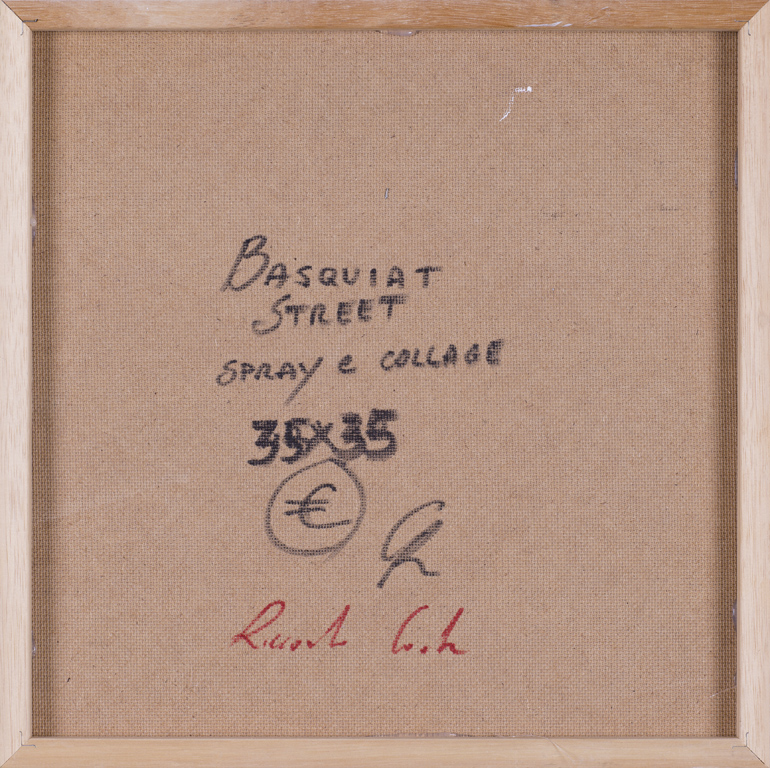 BASQUIAT
STREET
SPRAY e COLLAGE
35x35
€